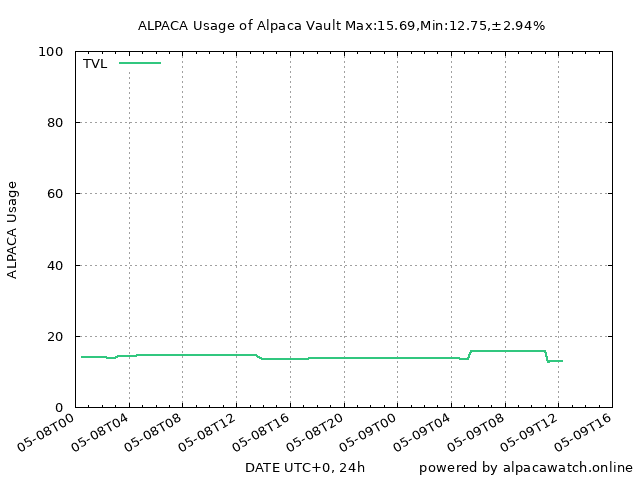 ALPACA Usage of Alpaca Vault Max:15.69,Min:12.75,±2.94%
100
TVL
80
60
ALPACA Usage
40
20
0
05-08T00 05-08T04 05-08T08 05-08T12 05-08T16 05-08T20 05-09T00 05-09T04 05-09T08 05-09T12 05-09T16
DATE UTC+0, 24h powered by alpacawatch.online